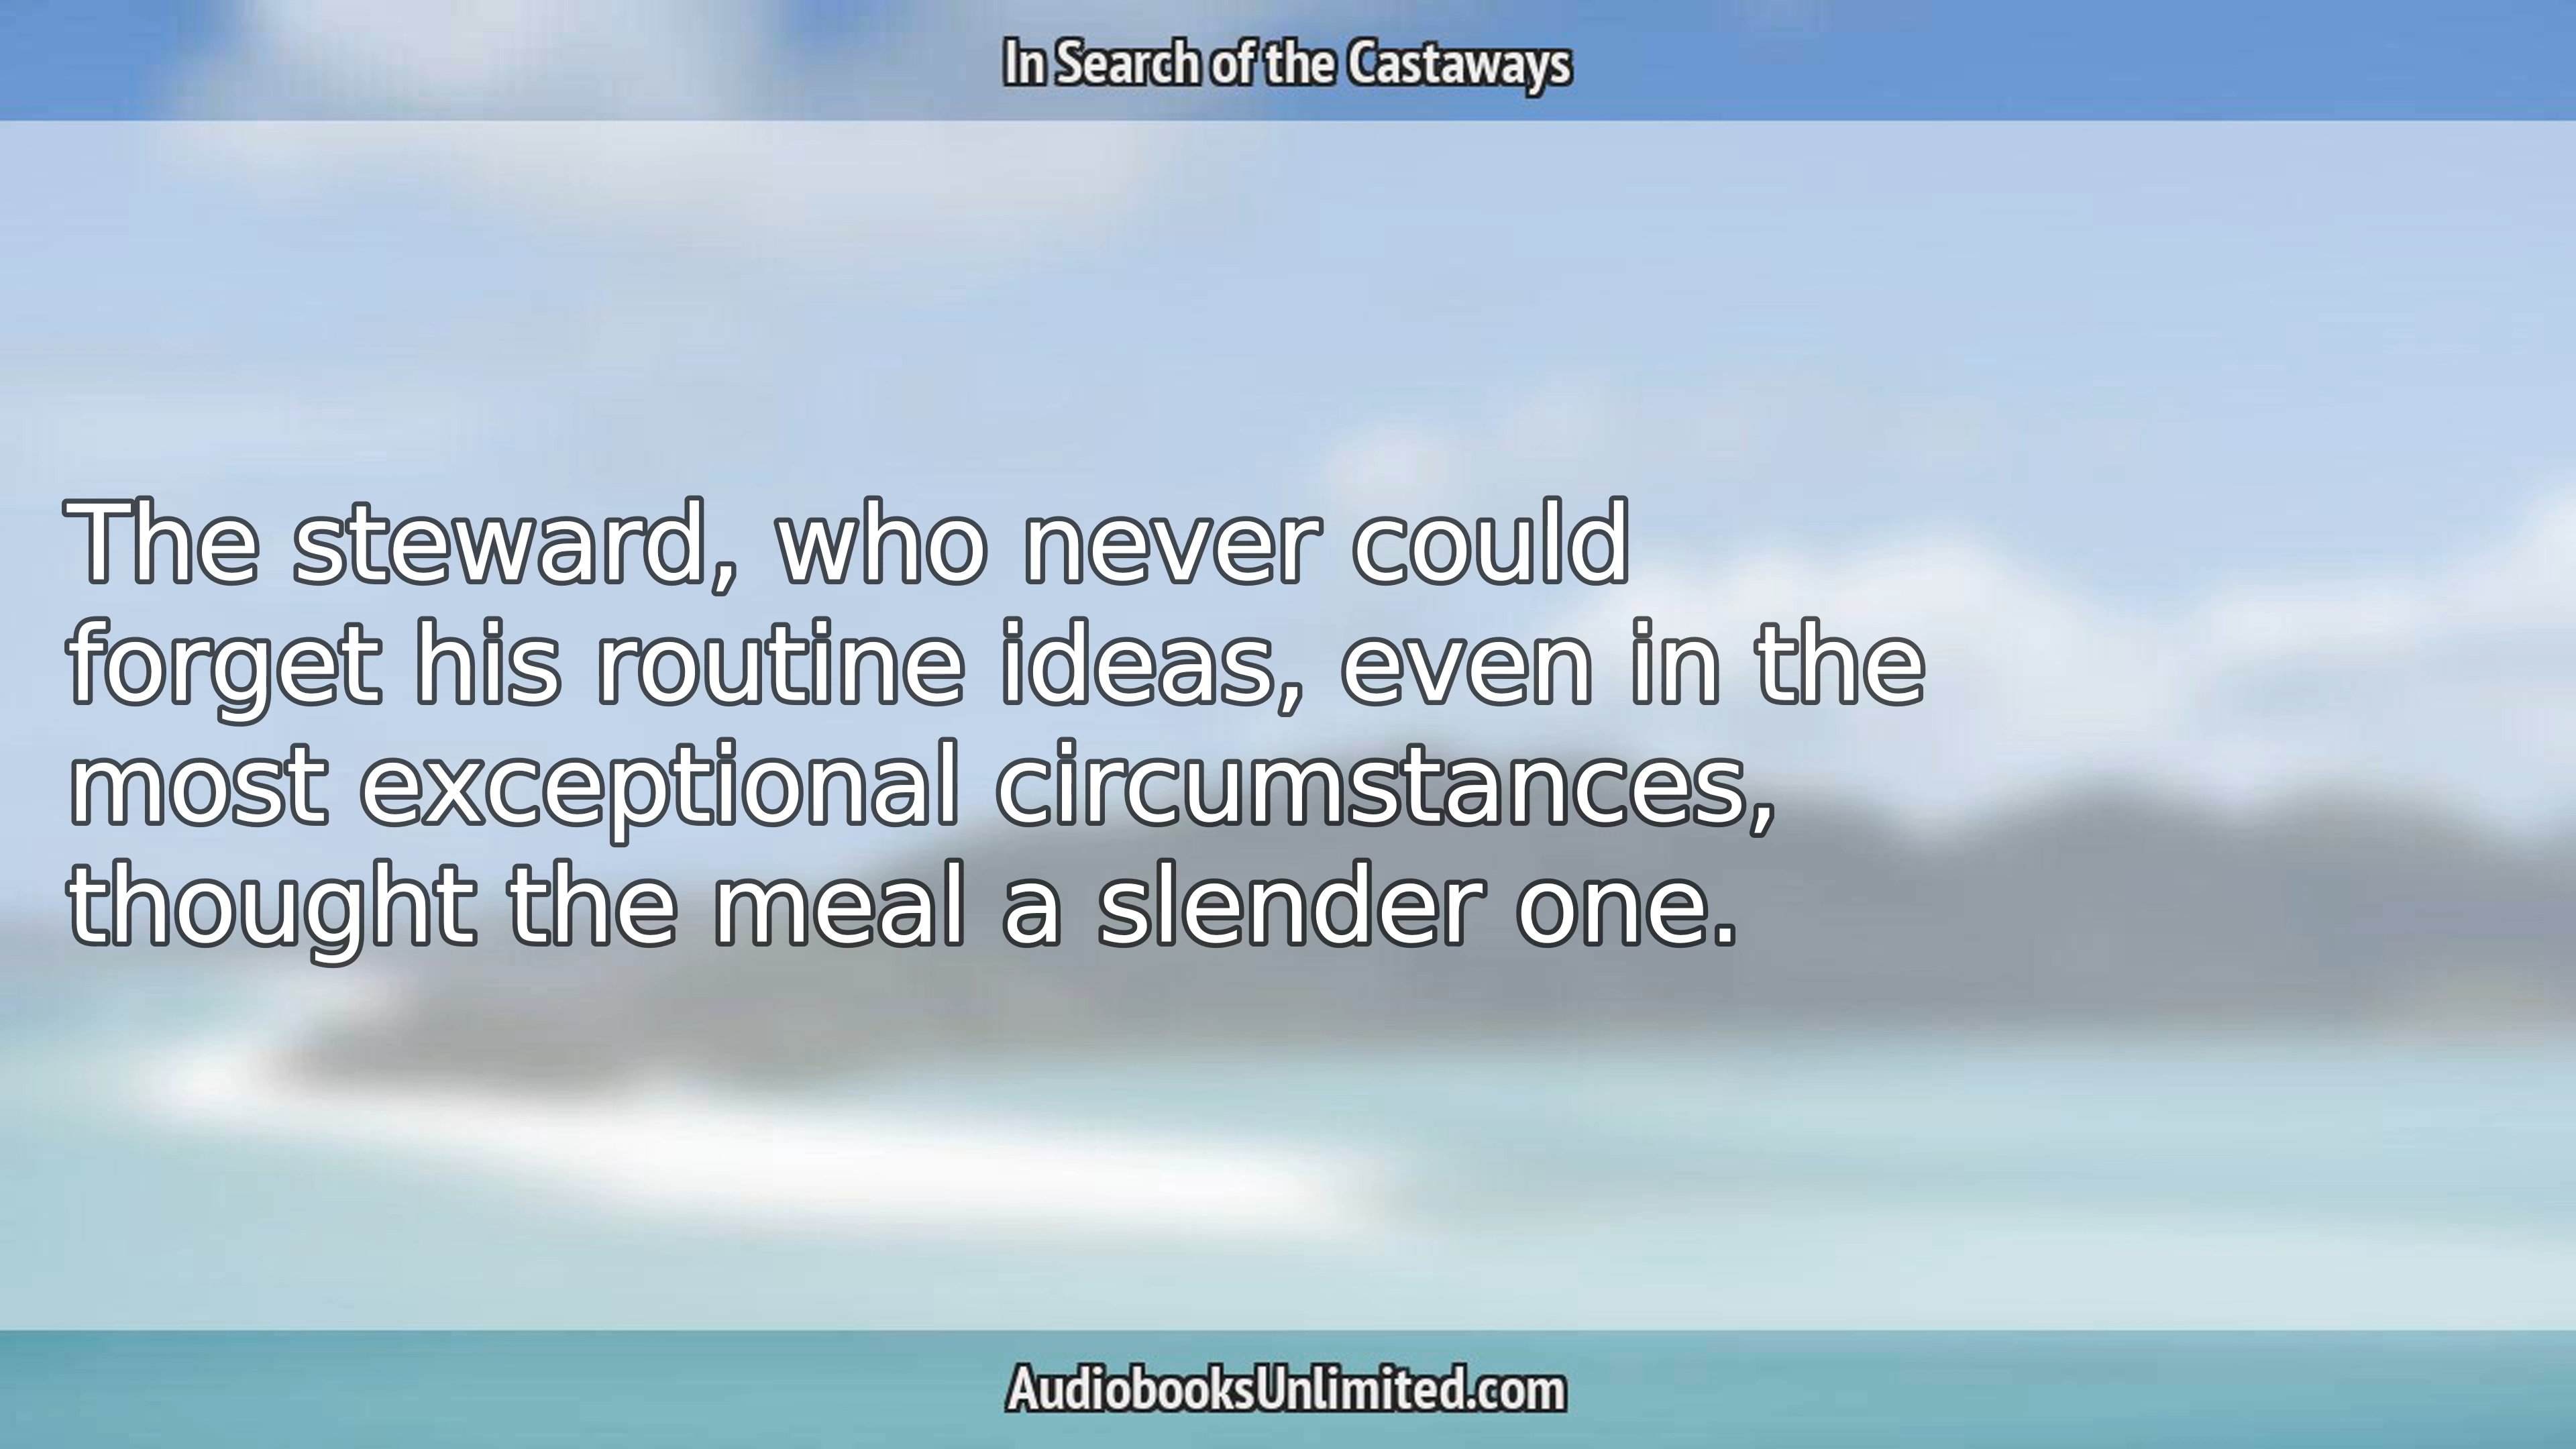 In Search of the Castaways
The steward, who never could
forget his routine ideas, even in the
most exceptional circumstances,
thought the meal a slender one.
AudiobooksUnlimited.com